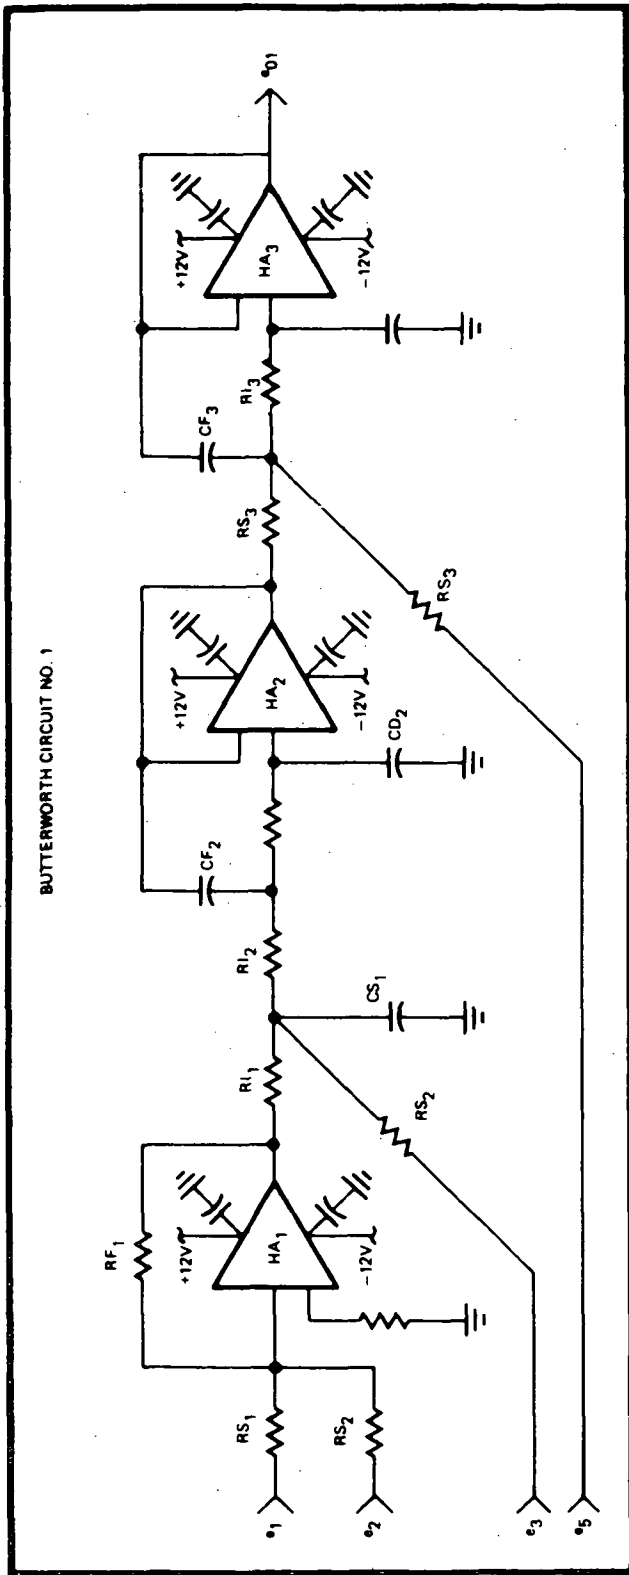 BUTTERWORTH CIRCUIT NO. 1
RF1
+12V
HA1
-12V
RS1
RS2
e1
e2
e3
e5
RI1
RS2
CS1
RI2
CF2
+12V
HA2
-12V
CD2
RS3
RS3
CF3
RI3
+12V
HA3
-12V
e01